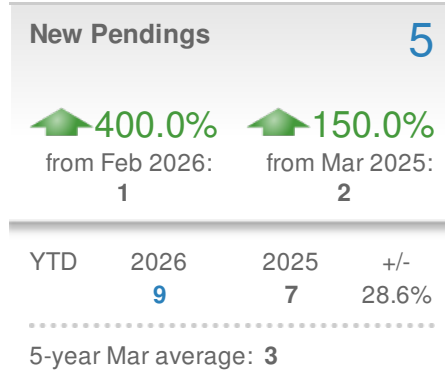 New Pendings 5
400.0% 150.0%
from Feb 2026: from Mar 2025:
1 2
YTD 2026 2025 +/-
9 7 28.6%
5-year Mar average: 3